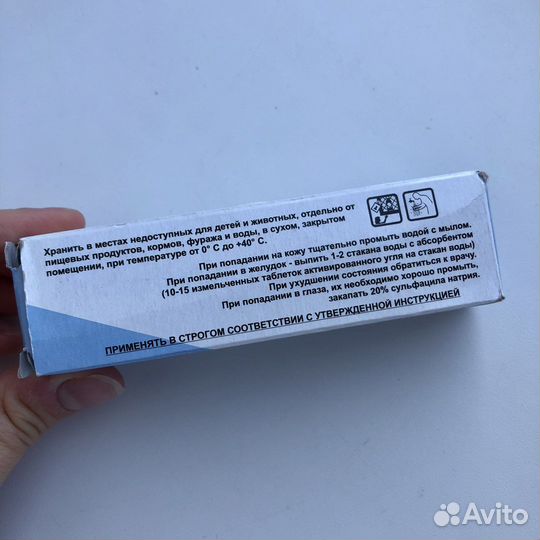 Хранить в местах недоступных для детей и животных, отдельно от
пищевых продуктов, кормов, фуража и воды, в сухом, закрытом
помещении, при температуре от 0° С до +40° С.
При попадании на кожу тщательно промыть водой с мылом.
При попадании в желудок - выпить 1-2 стакана воды с абсорбентом
(10-15 измельченных таблеток активированного угля на стакан воды)
При ухудшении состояния обратиться к врачу.
При попадании в глаза, их необходимо хорошо промыть,
закапать 20% сульфацила натрия.
ПРИМЕНЯТЬ В СТРОГОМ СООТВЕТСТВИИ С УТВЕРЖДЕННОЙ ИНСТРУКЦИЕЙ
Avito